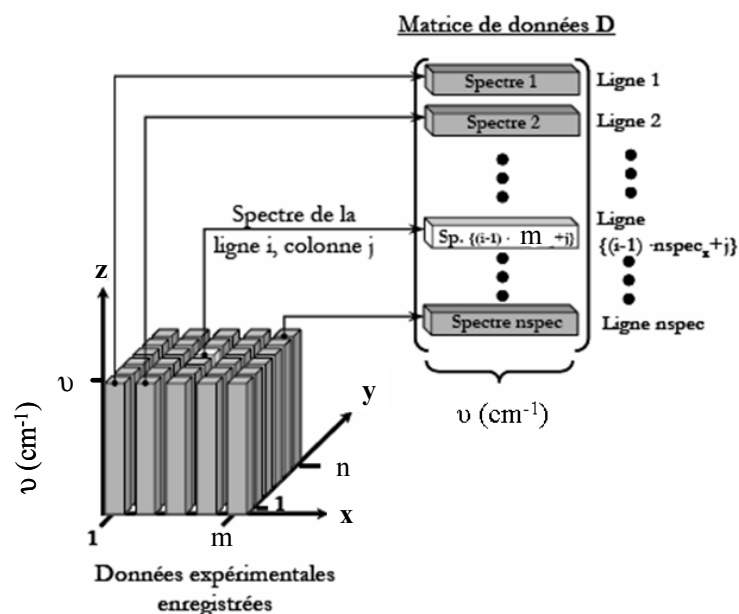 Matrice de données D
Spectre 1
Ligne 1
Spectre 2
Ligne 2
Spectre de la
ligne i, colonne j
Sp. {(i-1) · m +j}
Ligne
{(i-1) ·nspecₓ+j}
Spectre nspec
Ligne nspec
υ (cm⁻¹)
z
υ
υ (cm⁻¹)
y
n
1
x
1
m
Données expérimentales
enregistrées